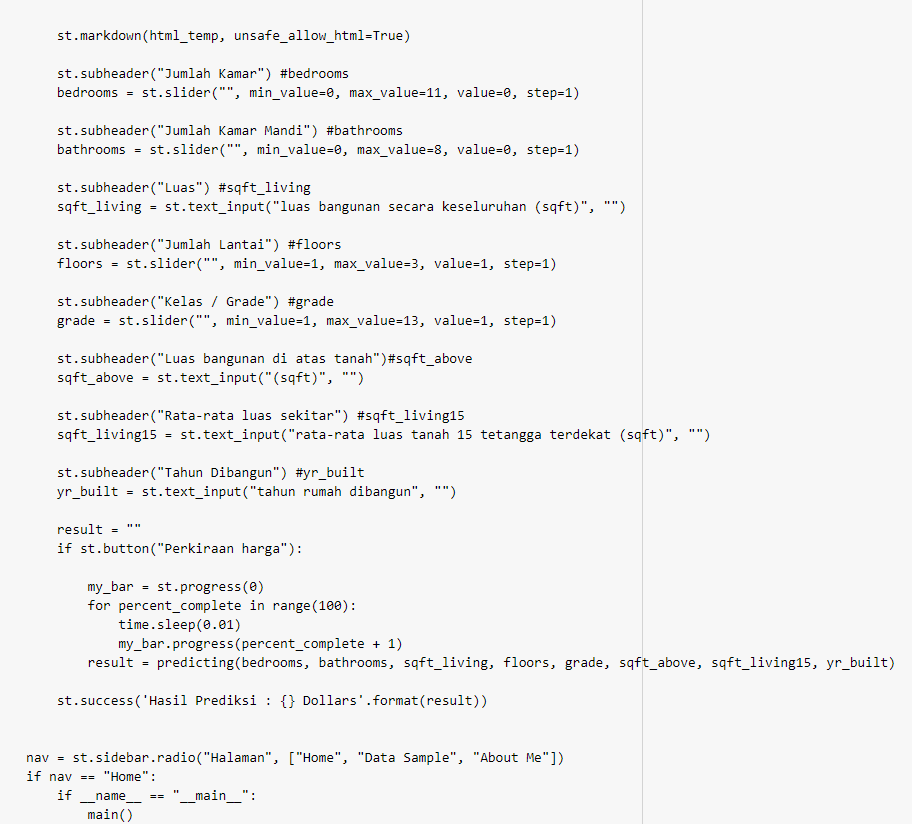 st.markdown(html_temp, unsafe_allow_html=True)
st.subheader("Jumlah Kamar") #bedrooms
bedrooms = st.slider("", min_value=0, max_value=11, value=0, step=1)
st.subheader("Jumlah Kamar Mandi") #bathrooms
bathrooms = st.slider("", min_value=0, max_value=8, value=0, step=1)
st.subheader("Luas") #sqft_living
sqft_living = st.text_input("luas bangunan secara keseluruhan (sqft)", "")
st.subheader("Jumlah Lantai") #floors
floors = st.slider("", min_value=1, max_value=3, value=1, step=1)
st.subheader("Kelas / Grade") #grade
grade = st.slider("", min_value=1, max_value=13, value=1, step=1)
st.subheader("Luas bangunan di atas tanah")#sqft_above
sqft_above = st.text_input("(sqft)", "")
st.subheader("Rata-rata luas sekitar") #sqft_living15
sqft_living15 = st.text_input("rata-rata luas tanah 15 tetangga terdekat (sqft)", "")
st.subheader("Tahun Dibangun") #yr_built
yr_built = st.text_input("tahun rumah dibangun", "")
result = ""
if st.button("Perkiraan harga"):
my_bar = st.progress(0)
for percent_complete in range(100):
time.sleep(0.01)
my_bar.progress(percent_complete + 1)
result = predicting(bedrooms, bathrooms, sqft_living, floors, grade, sqft_above, sqft_living15, yr_built)
st.success('Hasil Prediksi : {} Dollars'.format(result))
nav = st.sidebar.radio("Halaman", ["Home", "Data Sample", "About Me"])
if nav == "Home":
if __name__ == "__main__":
main()